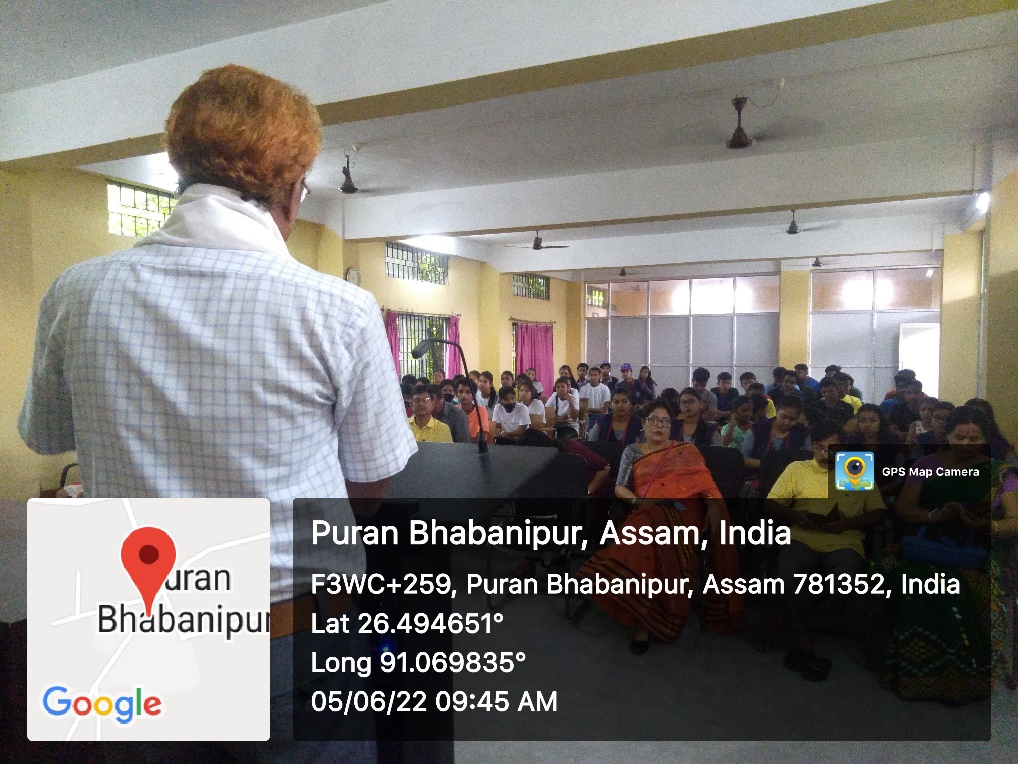 GPS Map Camera
Puran Bhabanipur, Assam, India
F3WC+259, Puran Bhabanipur, Assam 781352, India
Lat 26.494651°
Long 91.069835°
05/06/22 09:45 AM
Puran
Bhabanipur
Google